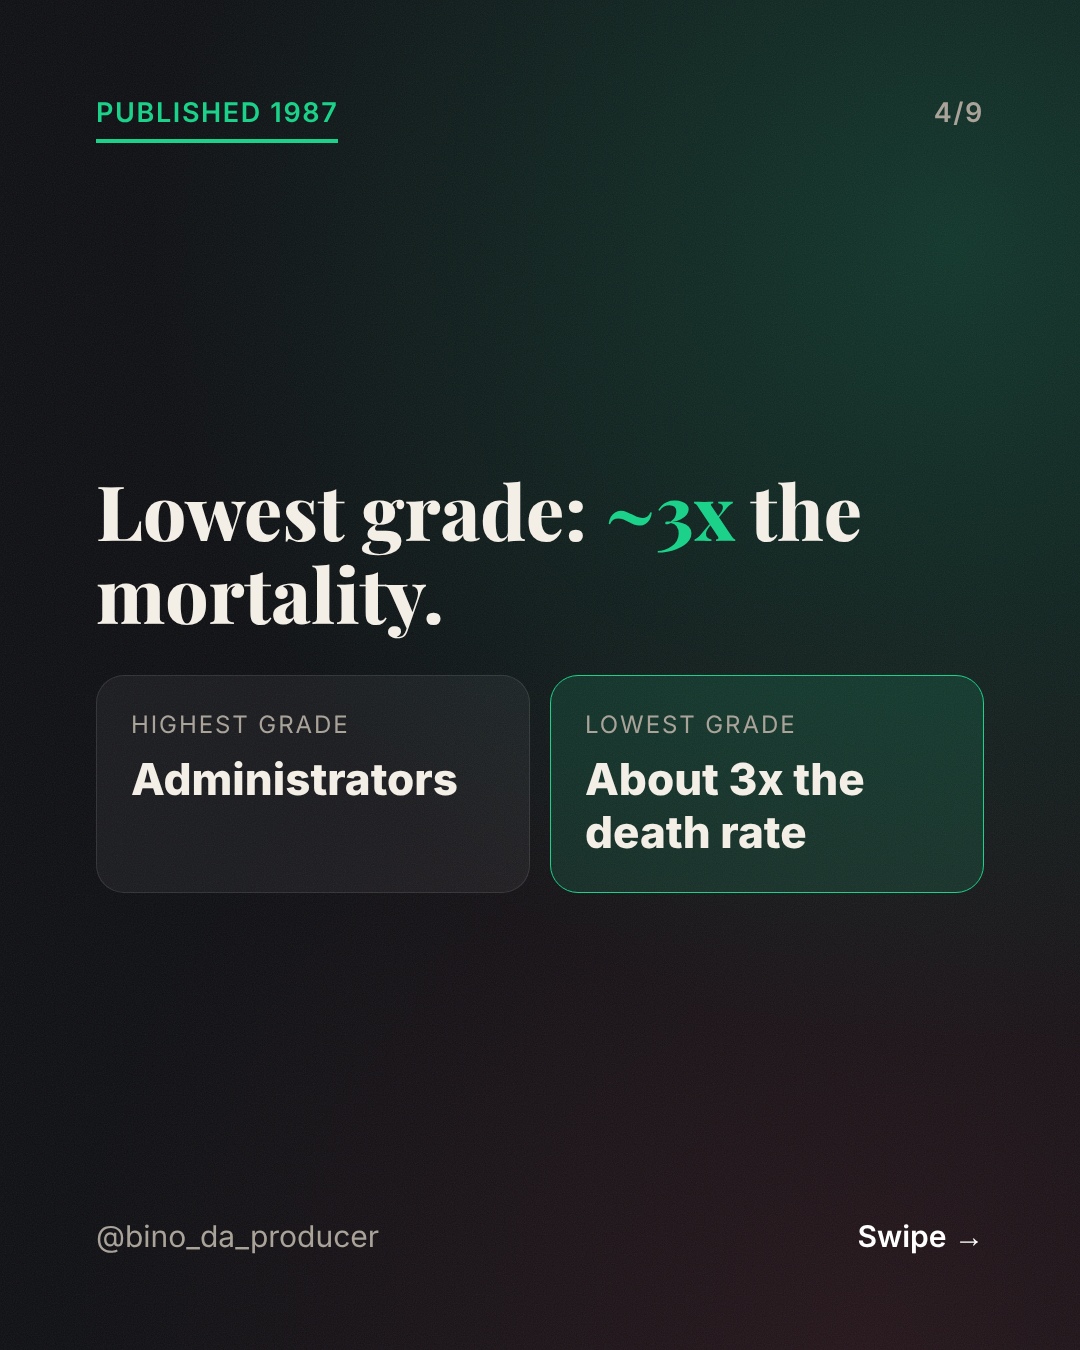 PUBLISHED 1987
4/9
Lowest grade: ~3x the
mortality.
HIGHEST GRADE
Administrators
LOWEST GRADE
About 3x the
death rate
@bino_da_producer
Swipe →